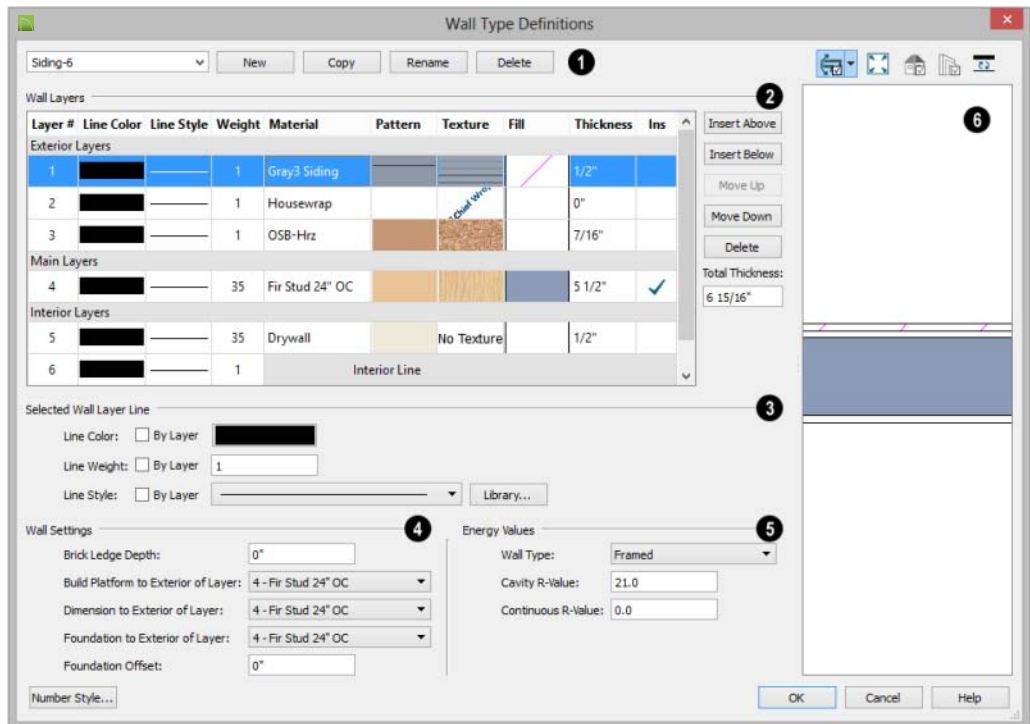 Wall Type Definitions
Siding-6 New Copy Rename Delete 1
Wall Layers 2
Layer # Line Color Line Style Weight Material Pattern Texture Fill Thickness Ins
Exterior Layers
1 1 Gray3 Siding 1/2"
2 1 Housewrap Chief Wra 0"
3 1 OSB-Hrz 7/16"
Main Layers
4 35 Fir Stud 24" OC 5 1/2"
Interior Layers
5 35 Drywall No Texture 1/2"
6 1 Interior Line
Insert Above
Insert Below
Move Up
Move Down
Delete
Total Thickness:
6 15/16"
6
Selected Wall Layer Line 3
Line Color: By Layer
Line Weight: By Layer 1
Line Style: By Layer Library...
Wall Settings 4
Brick Ledge Depth: 0"
Build Platform to Exterior of Layer: 4 - Fir Stud 24" OC
Dimension to Exterior of Layer: 4 - Fir Stud 24" OC
Foundation to Exterior of Layer: 4 - Fir Stud 24" OC
Foundation Offset: 0"
Energy Values 5
Wall Type: Framed
Cavity R-Value: 21.0
Continuous R-Value: 0.0
Number Style... OK Cancel Help